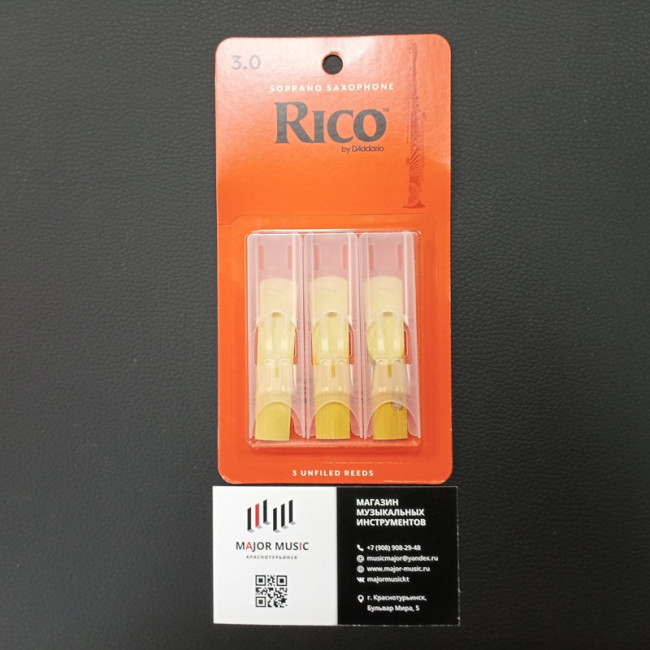 3.0
SOPRANO SAXOPHONE
RICO™
by D'Addario
3 UNFILED REEDS
MAJOR MUSIC
КРАСНОТУРЬИНСК
МАГАЗИН
МУЗЫКАЛЬНЫХ
ИНСТРУМЕНТОВ
+7 (908) 908-29-48
musicmajor@yandex.ru
www.major-music.ru
majormusickt
г. Краснотурьинск,
Бульвар Мира, 5